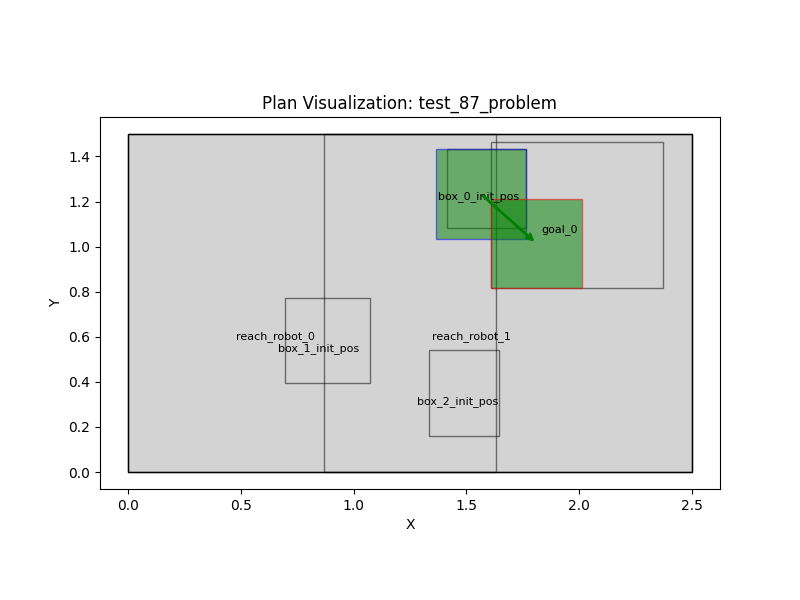 Plan Visualization: test_87_problem
1.4
1.2
1.0
0.8
0.6
0.4
0.2
0.0
Y
box_0_init_pos
goal_0
reach_robot_0
reach_robot_1
box_1_init_pos
box_2_init_pos
0.0 0.5 1.0 1.5 2.0 2.5
X